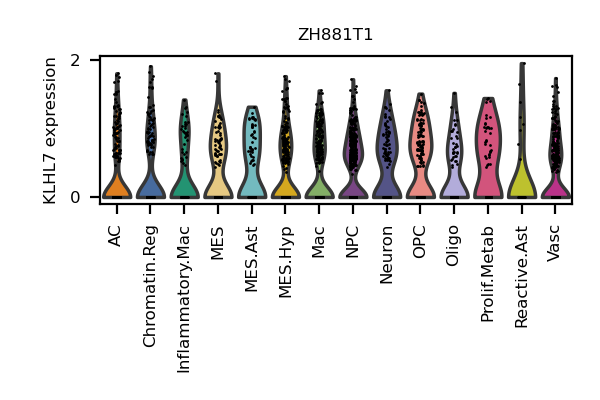 ZH881T1
KLHL7 expression
2
0
AC
Chromatin.Reg
Inflammatory.Mac
MES
MES.Ast
MES.Hyp
Mac
NPC
Neuron
OPC
Oligo
Prolif.Metab
Reactive.Ast
Vasc